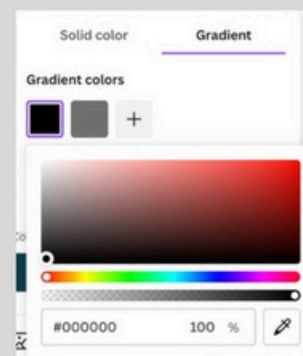 Solid color Gradient
Gradient colors
+
#000000 100 %